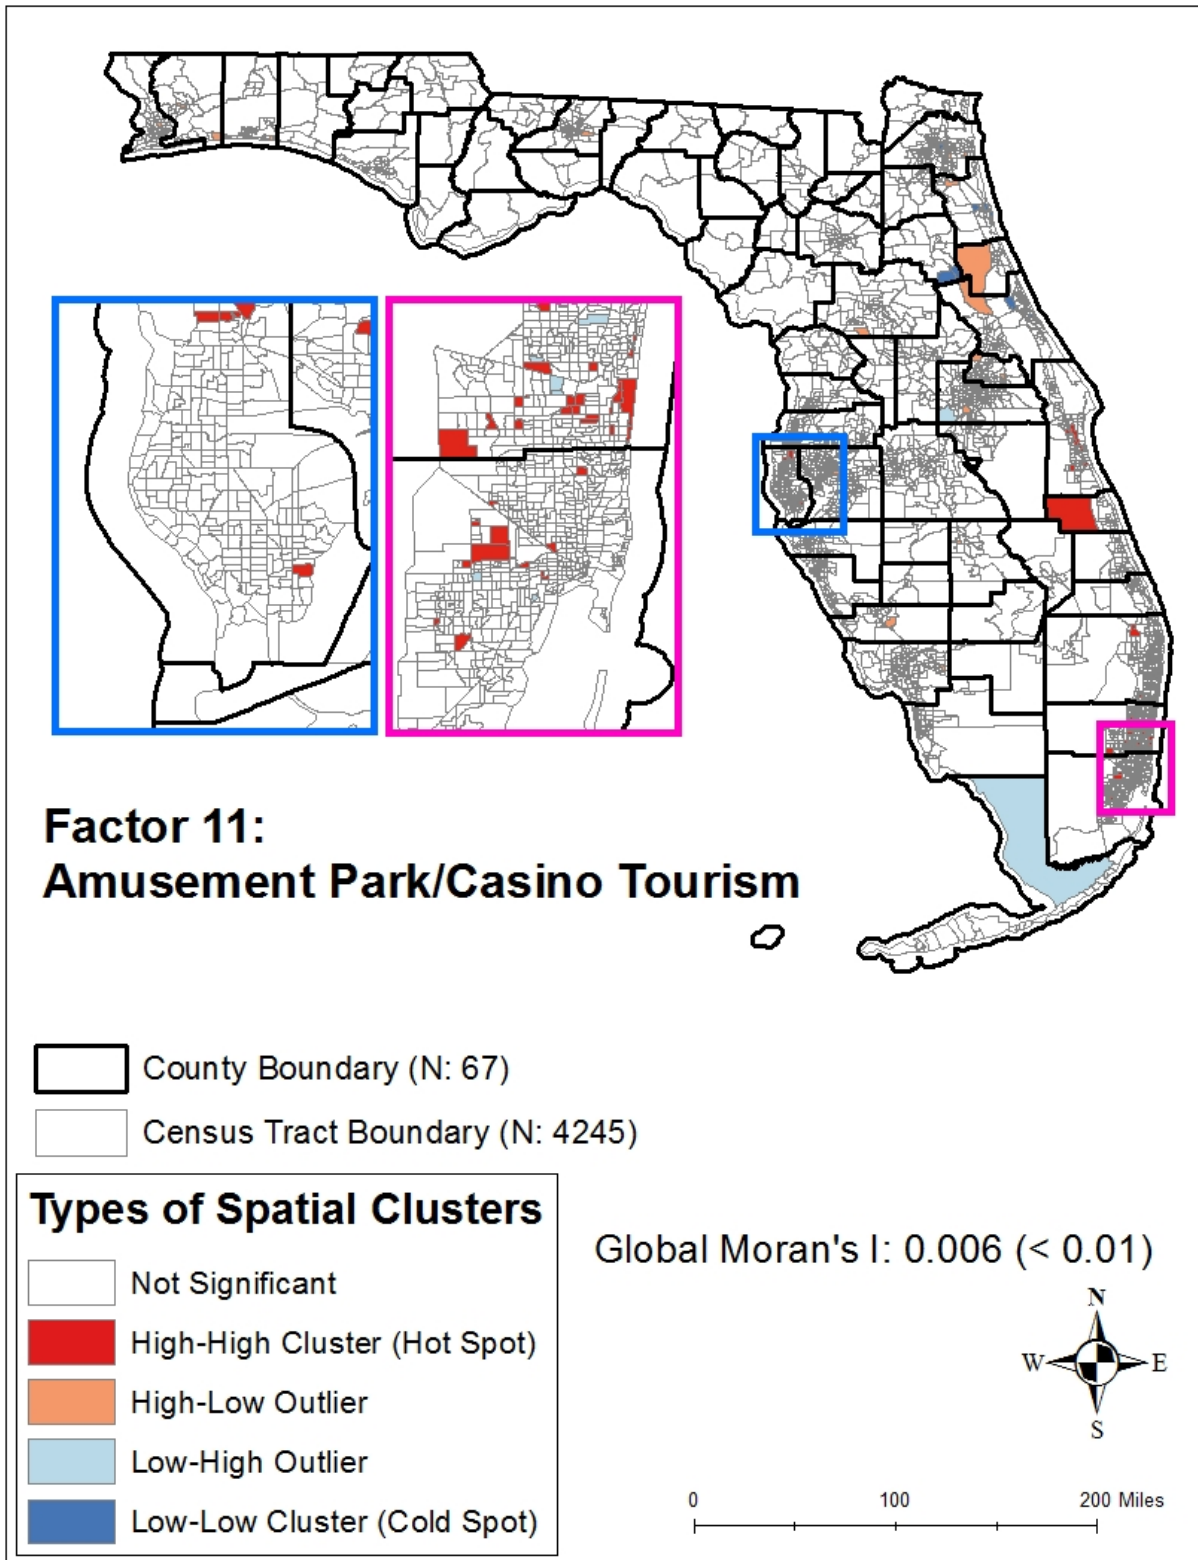 Factor 11:
Amusement Park/Casino Tourism
County Boundary (N: 67)
Census Tract Boundary (N: 4245)
Types of Spatial Clusters
Not Significant
High-High Cluster (Hot Spot)
High-Low Outlier
Low-High Outlier
Low-Low Cluster (Cold Spot)
Global Moran's I: 0.006 (< 0.01)
N
W E
S
0 100 200 Miles